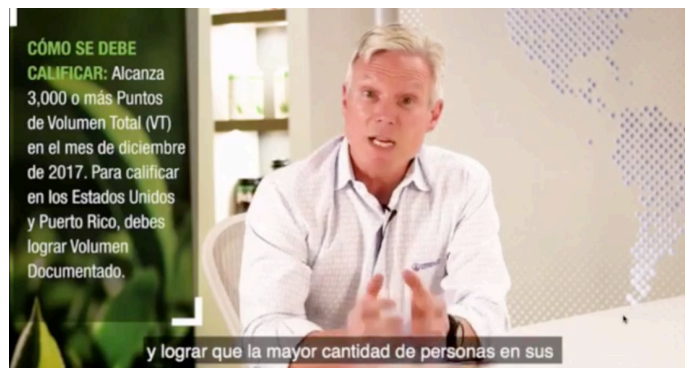 CÓMO SE DEBE
CALIFICAR: Alcanza
3,000 o más Puntos
de Volumen Total (VT)
en el mes de diciembre
de 2017. Para calificar
en los Estados Unidos
y Puerto Rico, debes
lograr Volumen
Documentado.
y lograr que la mayor cantidad de personas en sus